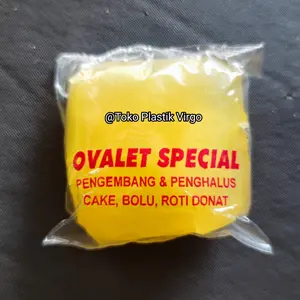 @Toko Plastik Virgo
OVALET SPECIAL
PENGEMBANG & PENGHALUS
CAKE, BOLU, ROTI DONAT